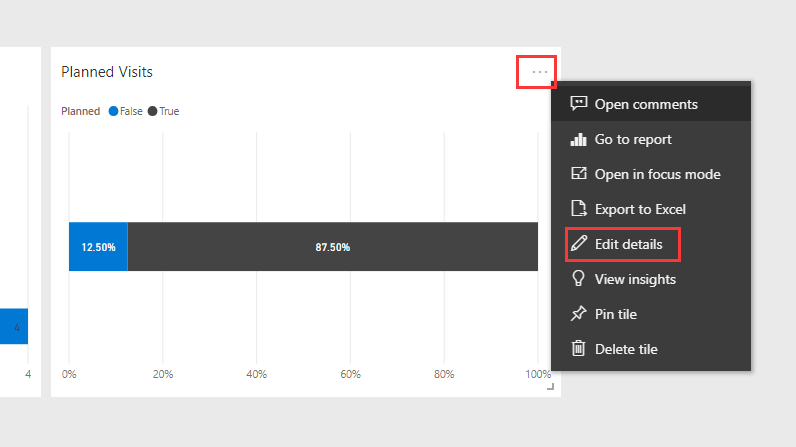 Planned Visits
...
Planned False True
12.50% 87.50%
4
4 0% 20% 40% 60% 80% 100%
Open comments
Go to report
Open in focus mode
Export to Excel
Edit details
View insights
Pin tile
Delete tile